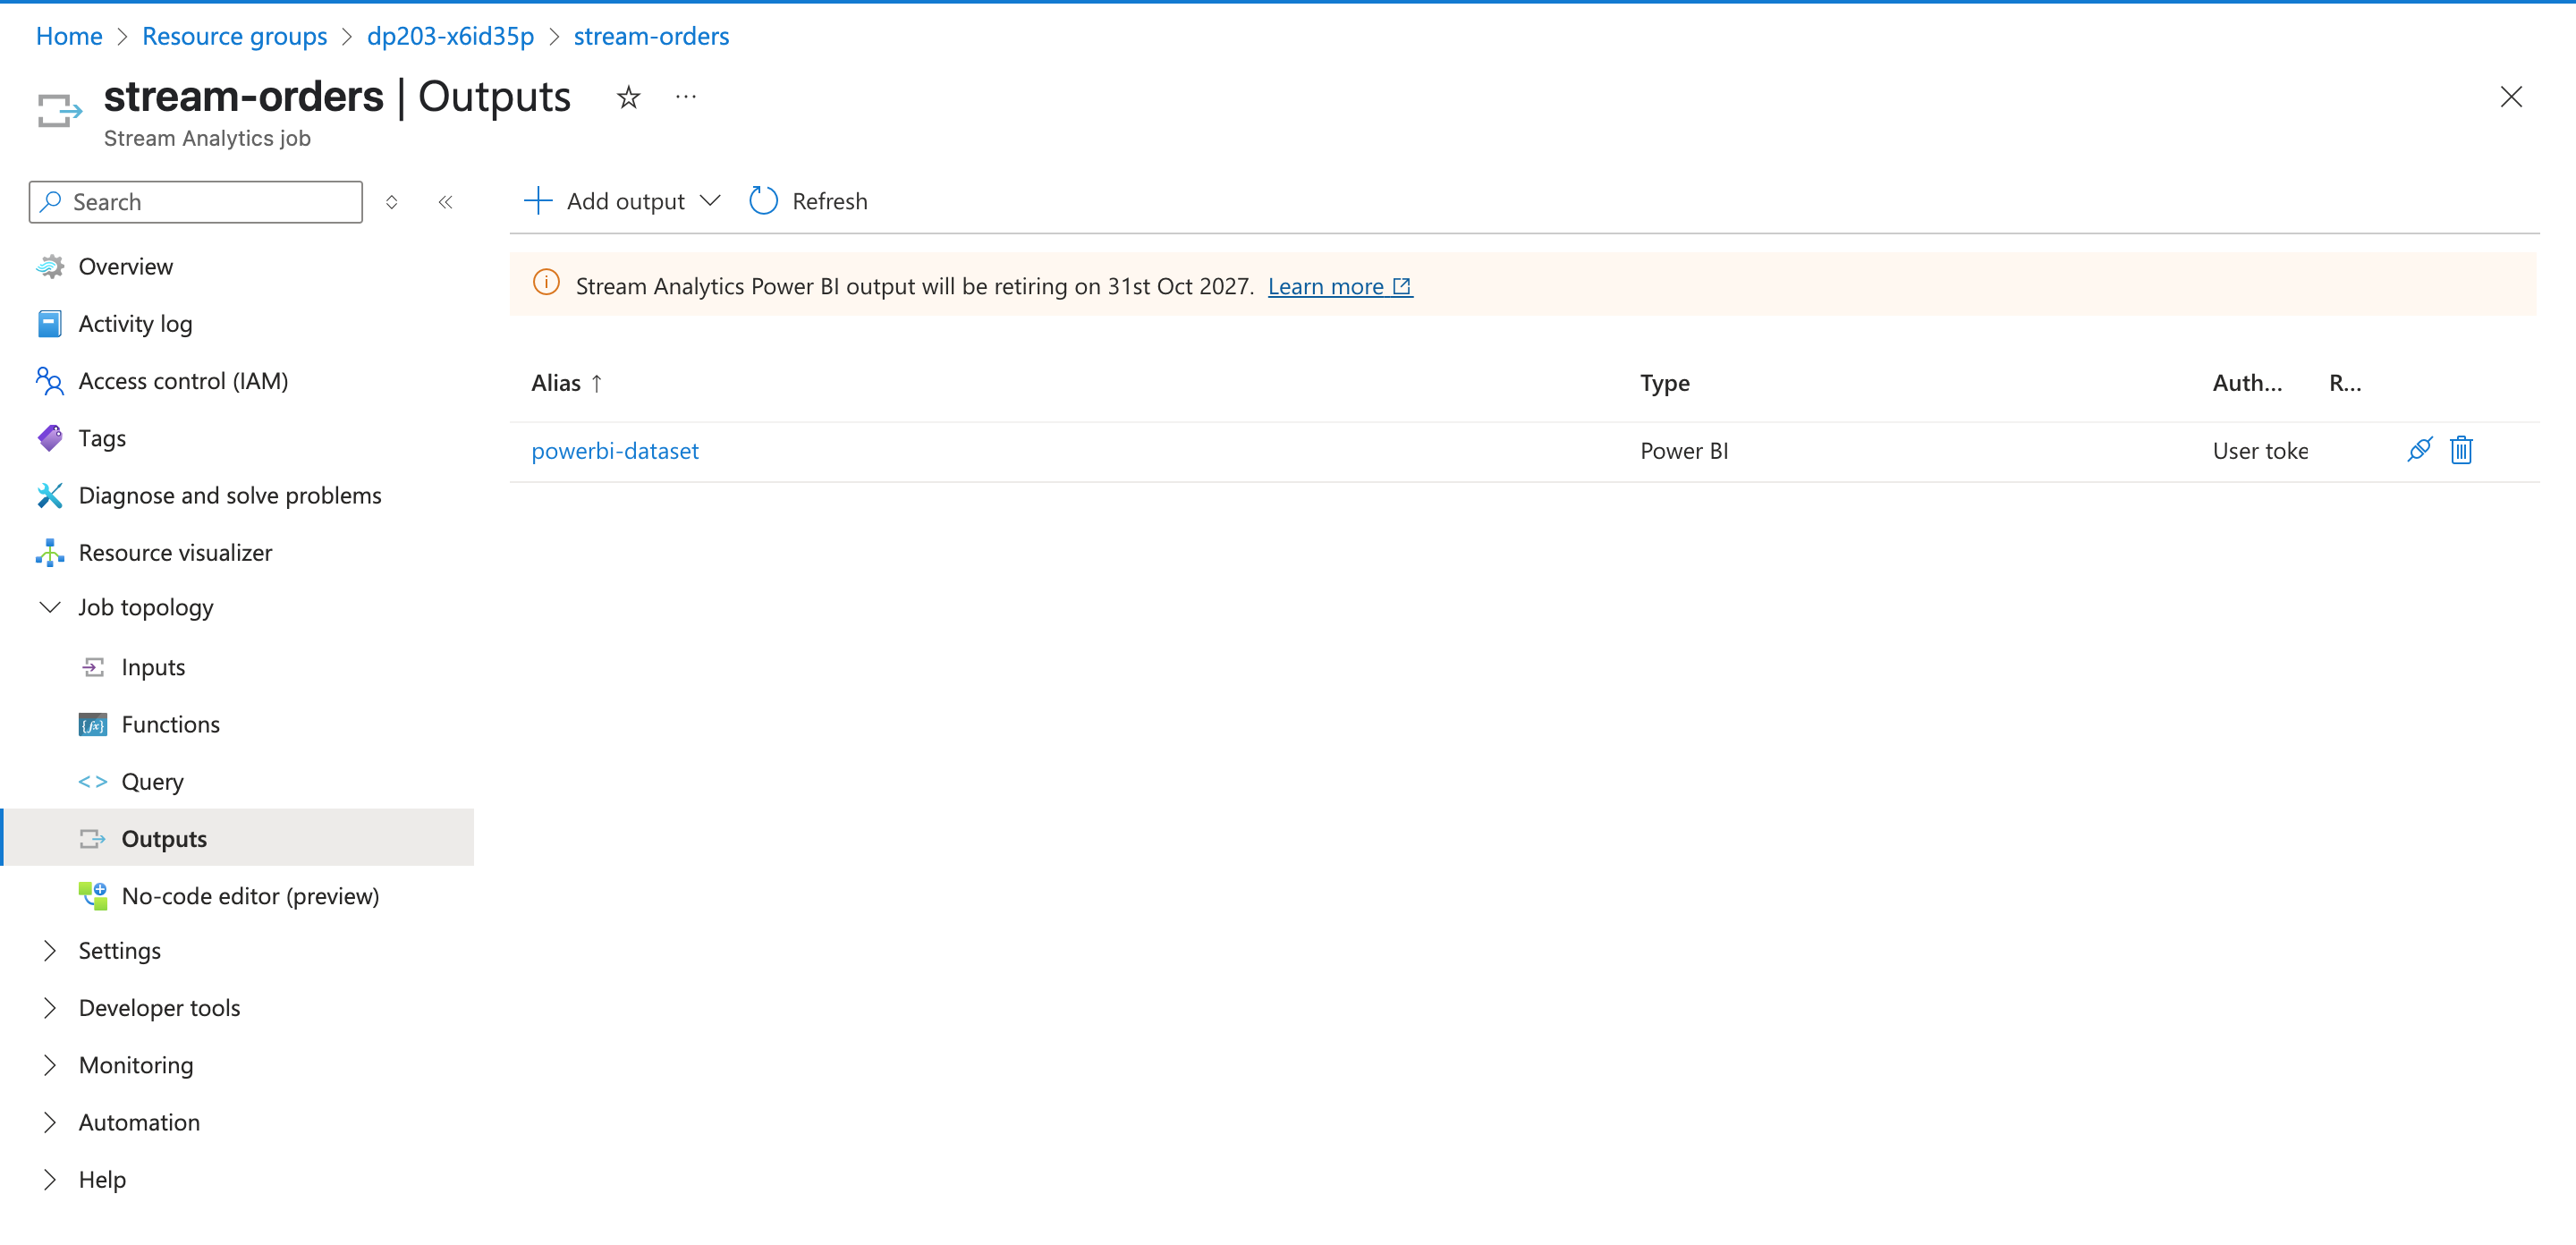 Home > Resource groups > dp203-x6id35p > stream-orders
stream-orders | Outputs ☆ ···
Stream Analytics job
Search
Add output Refresh
Overview
Stream Analytics Power BI output will be retiring on 31st Oct 2027. Learn more
Activity log
Alias ↑ Type Auth... R...
Access control (IAM)
Tags
powerbi-dataset Power BI User toke
Diagnose and solve problems
Resource visualizer
Job topology
Inputs
Functions
Query
Outputs
No-code editor (preview)
Settings
Developer tools
Monitoring
Automation
Help